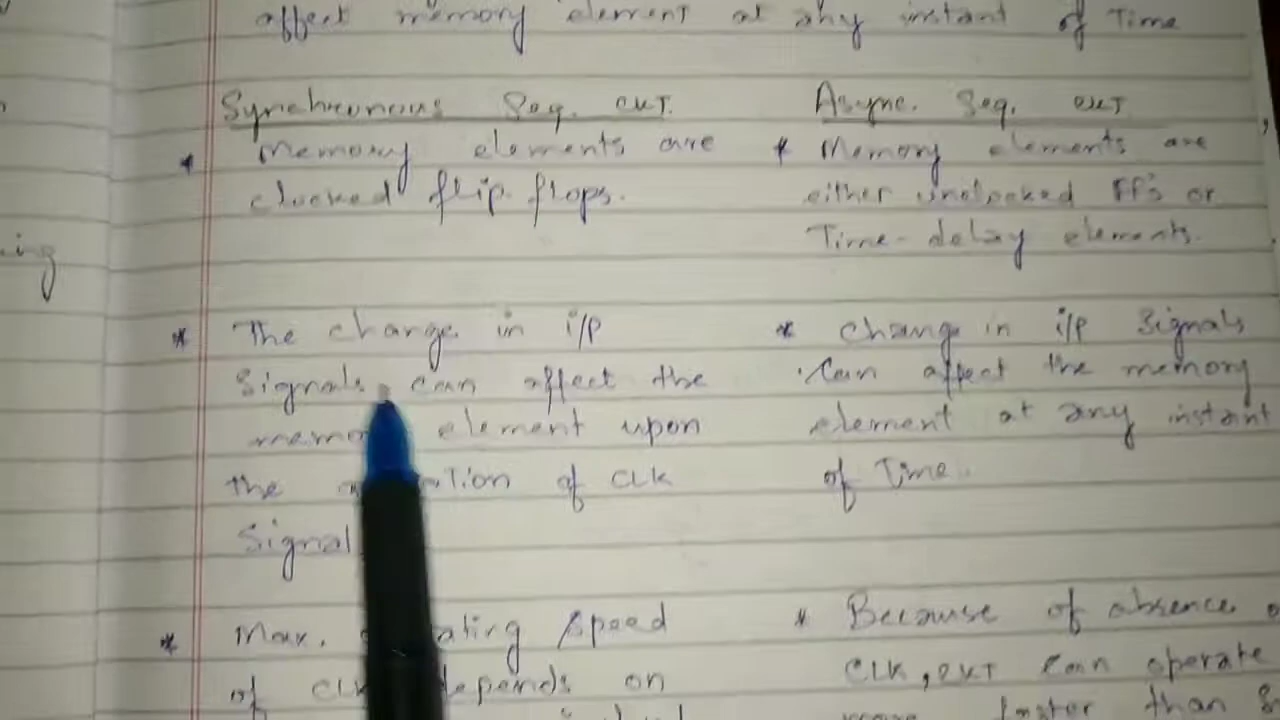 affect memory element at any instant of Time
Synchronous Seq. CKT.
* Memory elements are
clocked flip flops.
Async. Seq. CKT
* Memory elements are
either unclocked FF's or
Time-delay elements.
* The change in i/p
Signals can affect the
element upon
the of CLK
Signal
* Change in i/p Signals
Can affect the memory
element at any instant
of Time.
* Max. speed
of depends on
* Because of absence
CLK, CKT can operate
faster than
ing